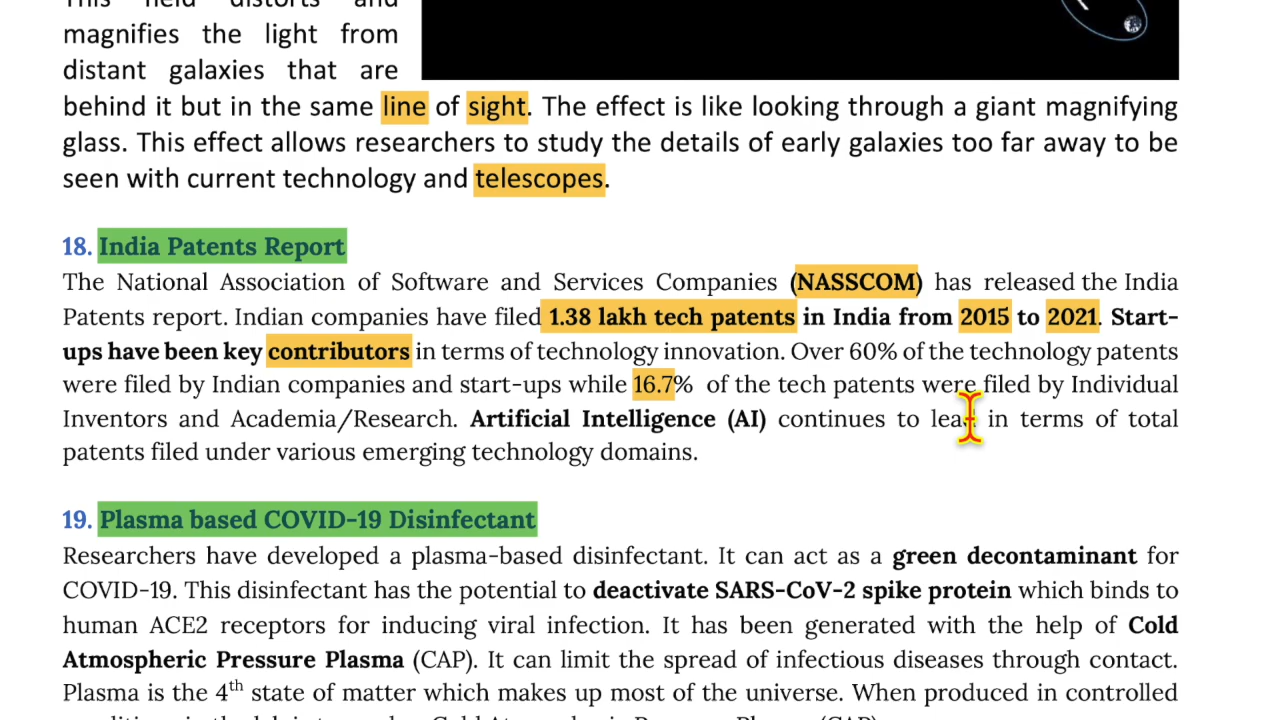 This field distorts and
magnifies the light from
distant galaxies that are
behind it but in the same line of sight. The effect is like looking through a giant magnifying
glass. This effect allows researchers to study the details of early galaxies too far away to be
seen with current technology and telescopes.
18. India Patents Report
The National Association of Software and Services Companies (NASSCOM) has released the India
Patents report. Indian companies have filed 1.38 lakh tech patents in India from 2015 to 2021. Start-
ups have been key contributors in terms of technology innovation. Over 60% of the technology patents
were filed by Indian companies and start-ups while 16.7% of the tech patents were filed by Individual
Inventors and Academia/Research. Artificial Intelligence (AI) continues to lead in terms of total
patents filed under various emerging technology domains.
19. Plasma based COVID-19 Disinfectant
Researchers have developed a plasma-based disinfectant. It can act as a green decontaminant for
COVID-19. This disinfectant has the potential to deactivate SARS-CoV-2 spike protein which binds to
human ACE2 receptors for inducing viral infection. It has been generated with the help of Cold
Atmospheric Pressure Plasma (CAP). It can limit the spread of infectious diseases through contact.
Plasma is the 4th state of matter which makes up most of the universe. When produced in controlled
Cold Atmospheric Pressure Plasma (CAP)